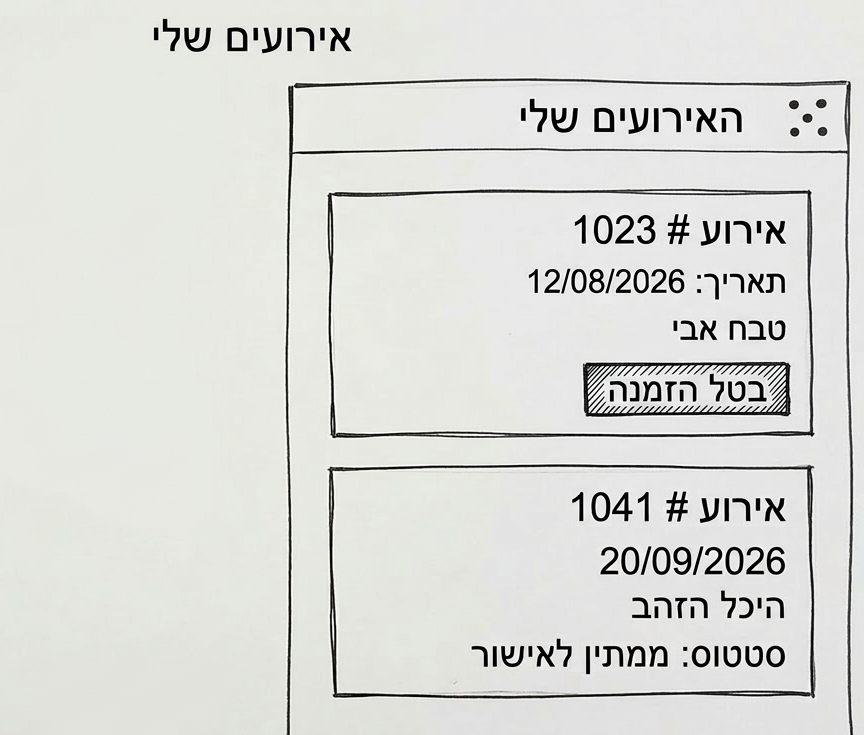 אירועים שלי
האירועים שלי
אירוע # 1023
תאריך: 12/08/2026
טבח אבי
בטל הזמנה
אירוע # 1041
20/09/2026
היכל הזהב
סטטוס: ממתין לאישור